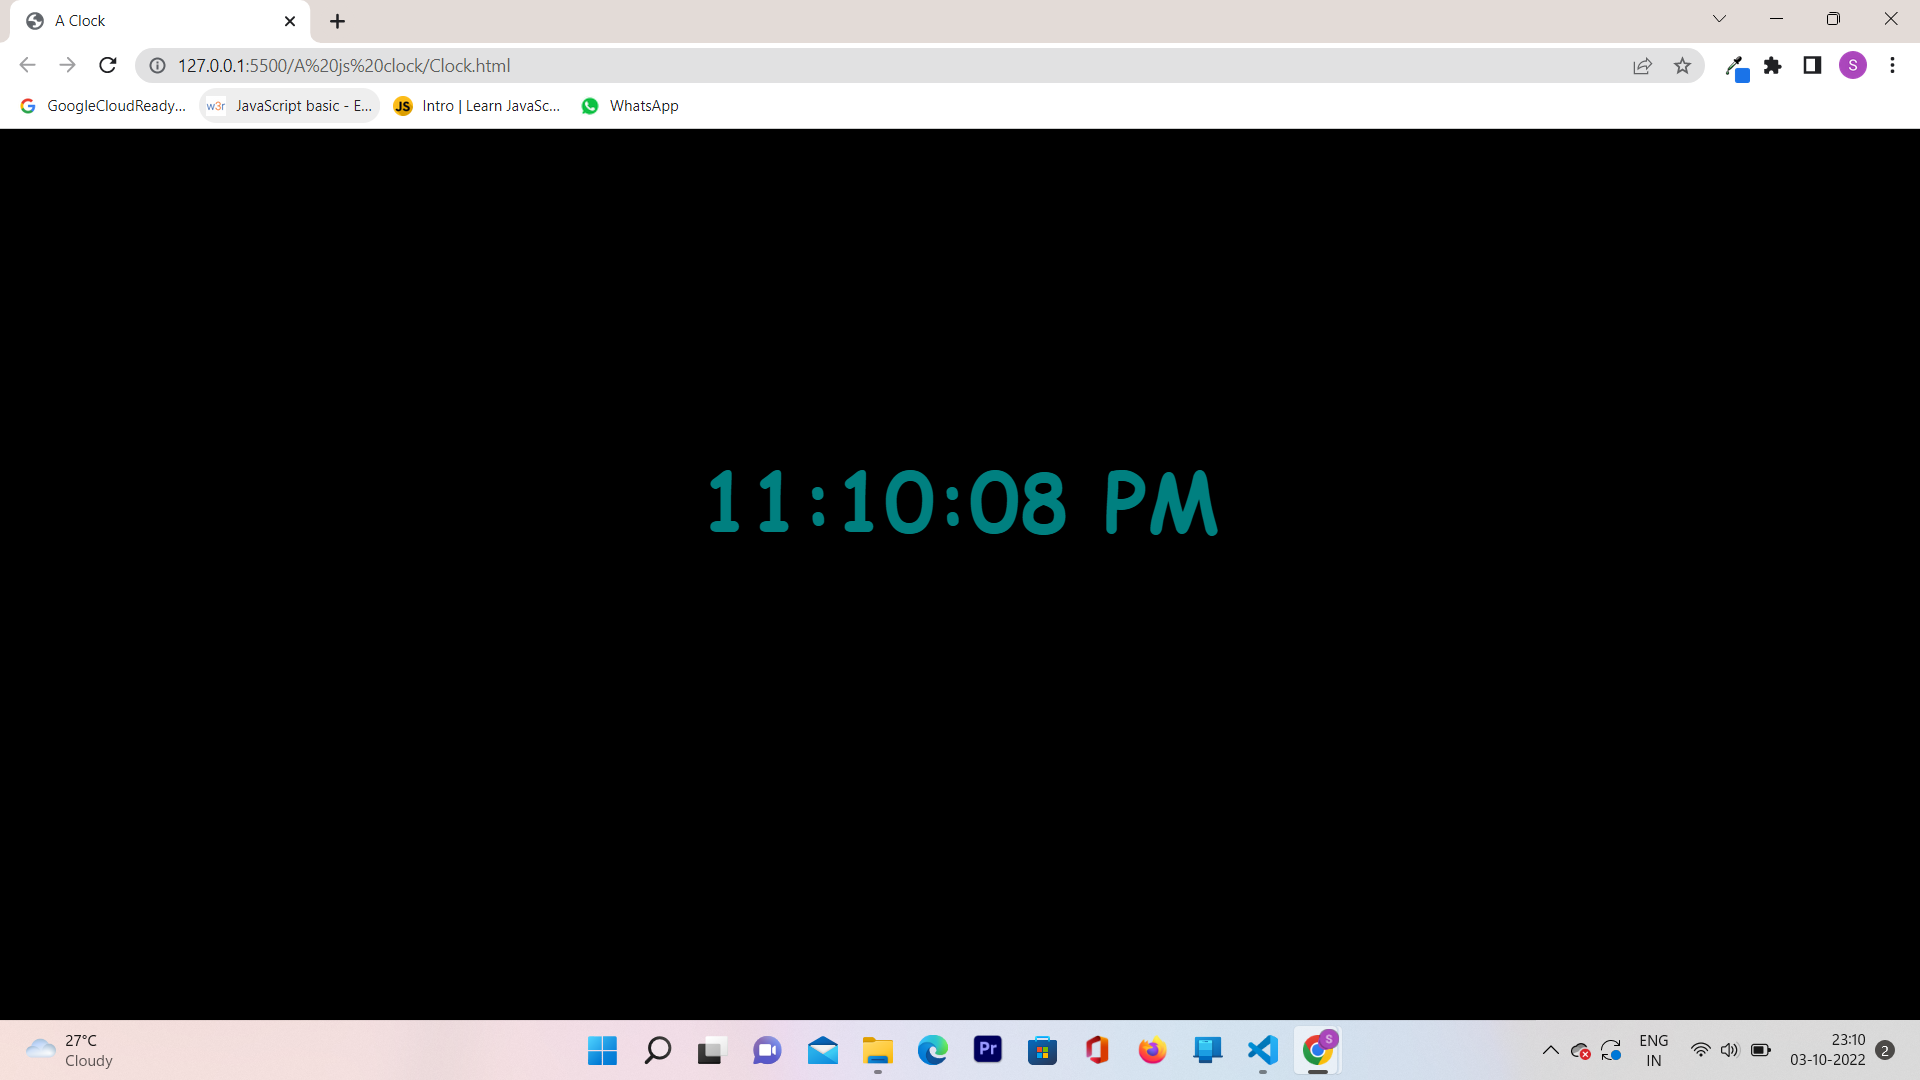 A Clock
127.0.0.1:5500/A%20js%20clock/Clock.html
S
GoogleCloudReady...
w3r JavaScript basic - E...
JS Intro | Learn JavaSc...
WhatsApp
11:10:08 PM
27°C
Cloudy
Pr
S
ENG
IN
23:10
03-10-2022
2